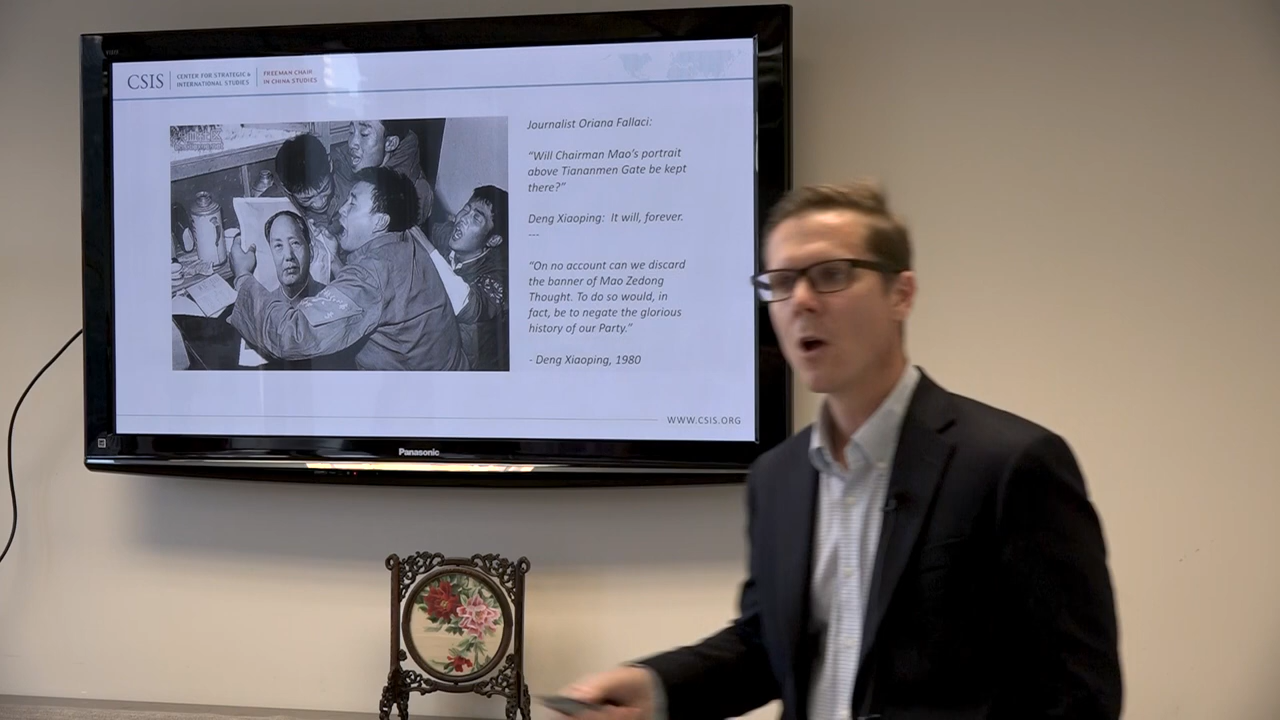 CSIS
CENTER FOR STRATEGIC &
INTERNATIONAL STUDIES
FREEMAN CHAIR
IN CHINA STUDIES
Journalist Oriana Fallaci:
“Will Chairman Mao’s portrait
above Tiananmen Gate be kept
there?”
Deng Xiaoping: It will, forever.
---
“On no account can we discard
the banner of Mao Zedong
Thought. To do so would, in
fact, be to negate the glorious
history of our Party.”
- Deng Xiaoping, 1980
WWW.CSIS.ORG
Panasonic